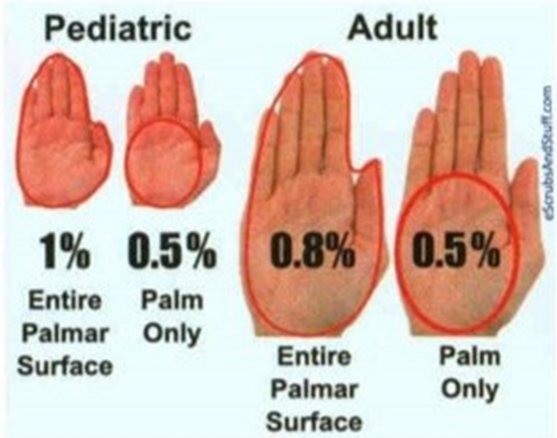 Pediatric
Adult
1%
0.5%
0.8%
0.5%
Entire
Palmar
Surface
Palm
Only
Entire
Palmar
Surface
Palm
Only
eScrubsAndStuff.com